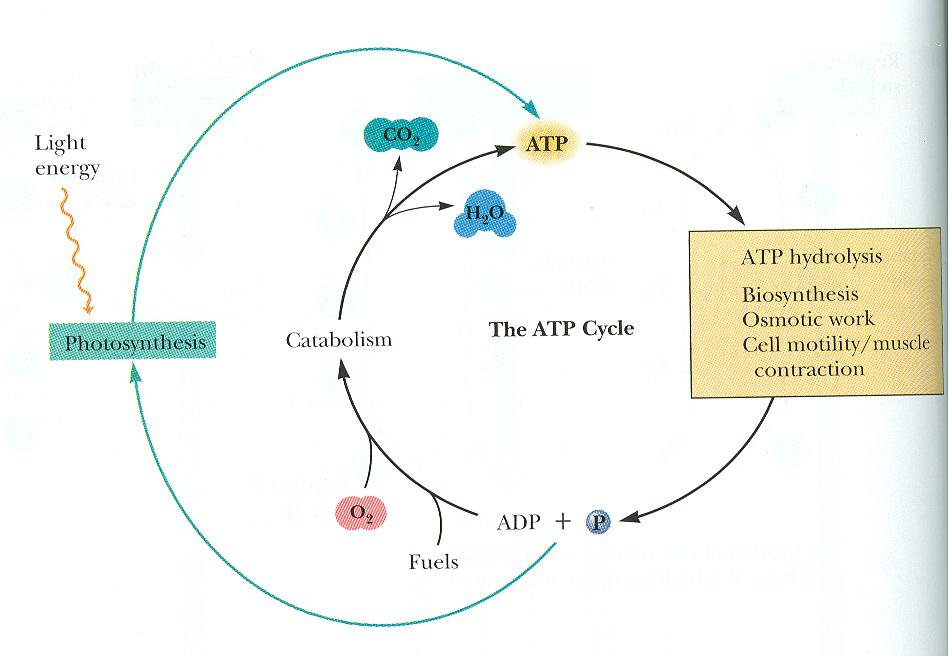 Light
energy
CO2
ATP
H2O
ATP hydrolysis
Biosynthesis
Osmotic work
Cell motility/muscle
contraction
Photosynthesis
Catabolism
The ATP Cycle
O2
ADP + P
Fuels